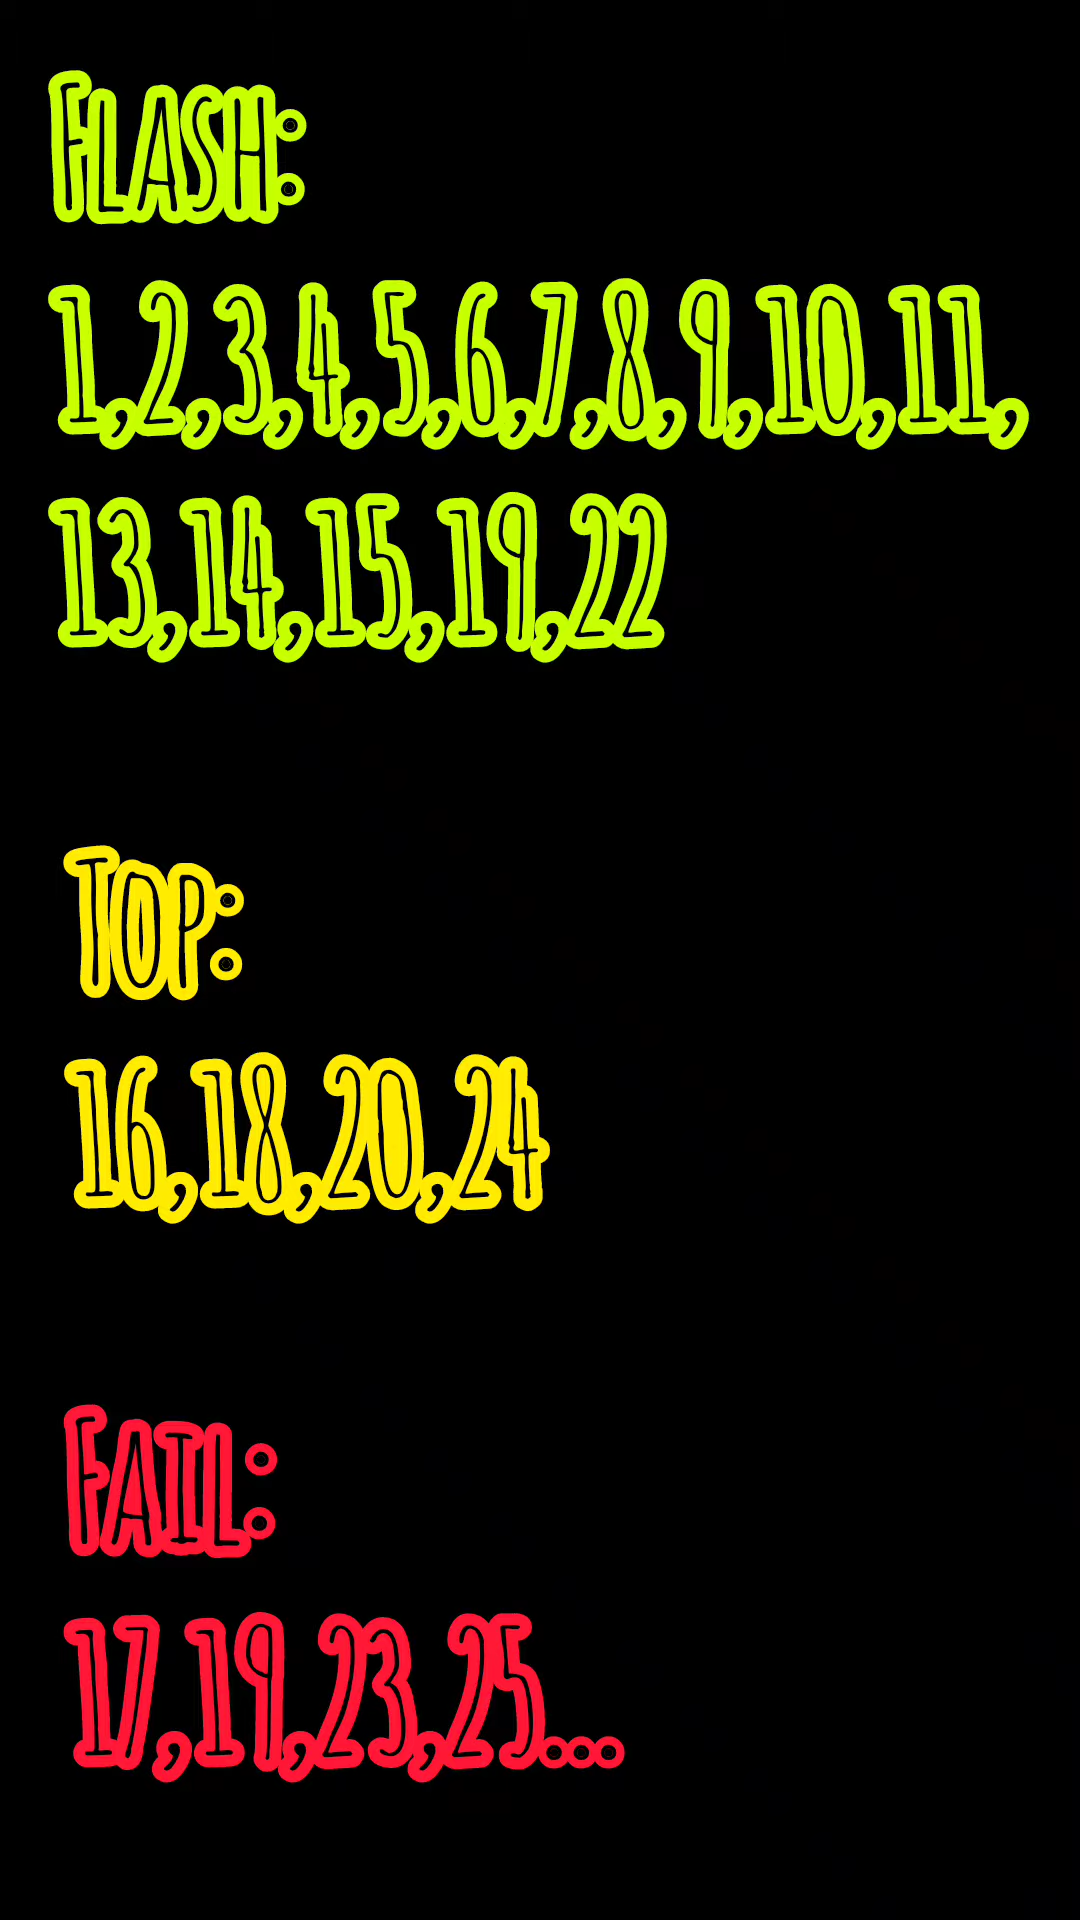 Flash:
1,2,3,4,5,6,7,8,9,10,11,
13,14,15,19,22
Top:
16,18,20,24
Fail:
17,19,23,25...